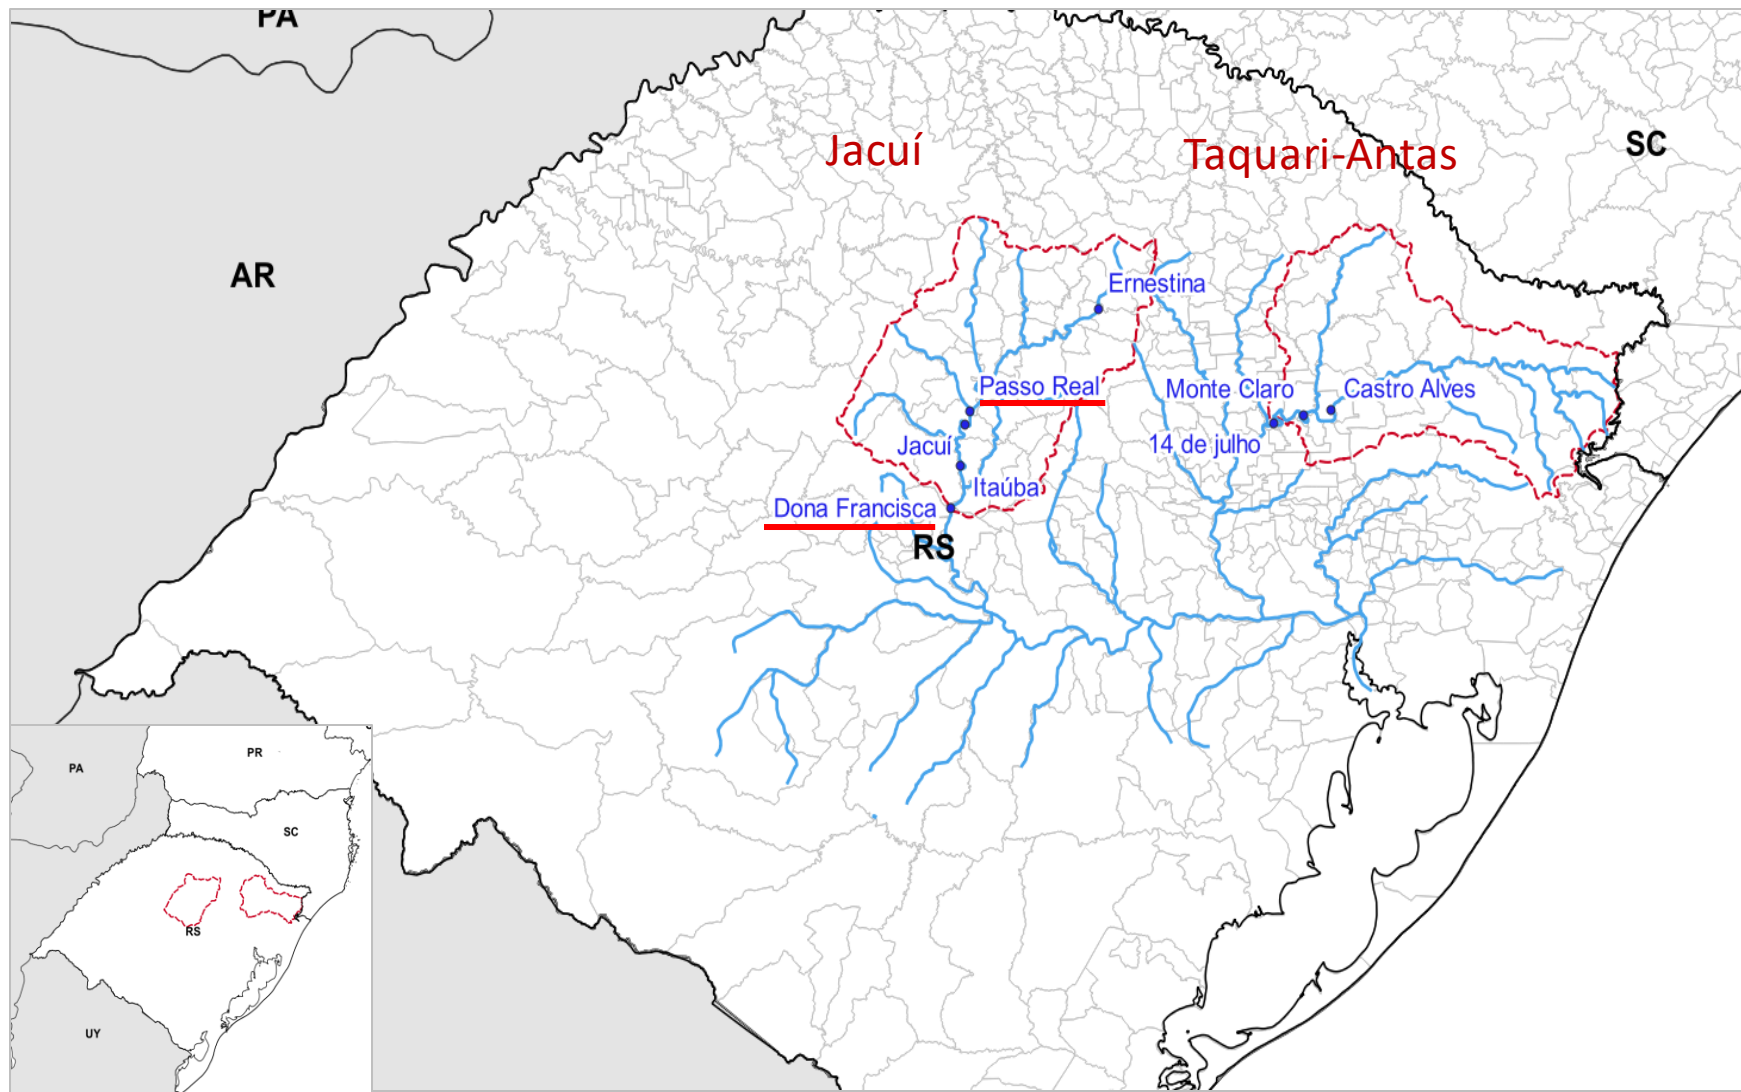 PA
Jacuí
Taquari-Antas
SC
AR
Ernestina
Passo Real
Monte Claro
Castro Alves
Jacuí
14 de julho
Itaúba
Dona Francisca
RS
PR
PA
SC
RS
UY